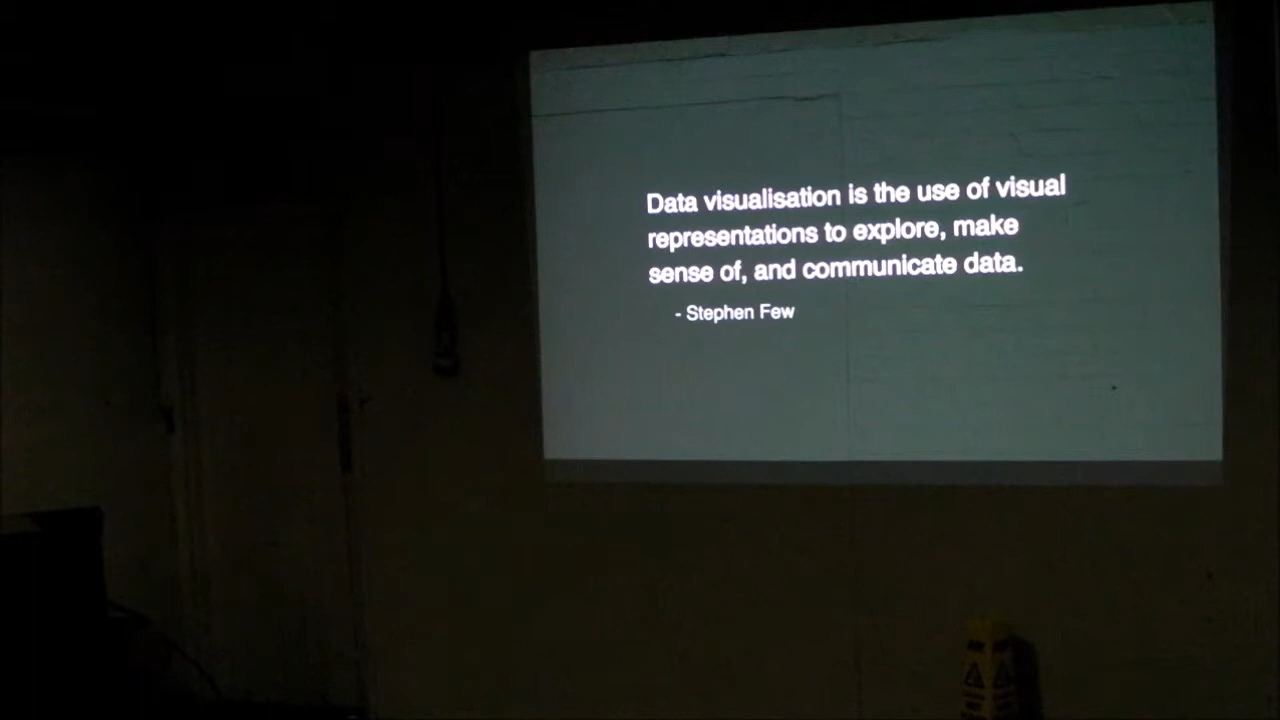 Data visualisation is the use of visual
representations to explore, make
sense of, and communicate data.
- Stephen Few